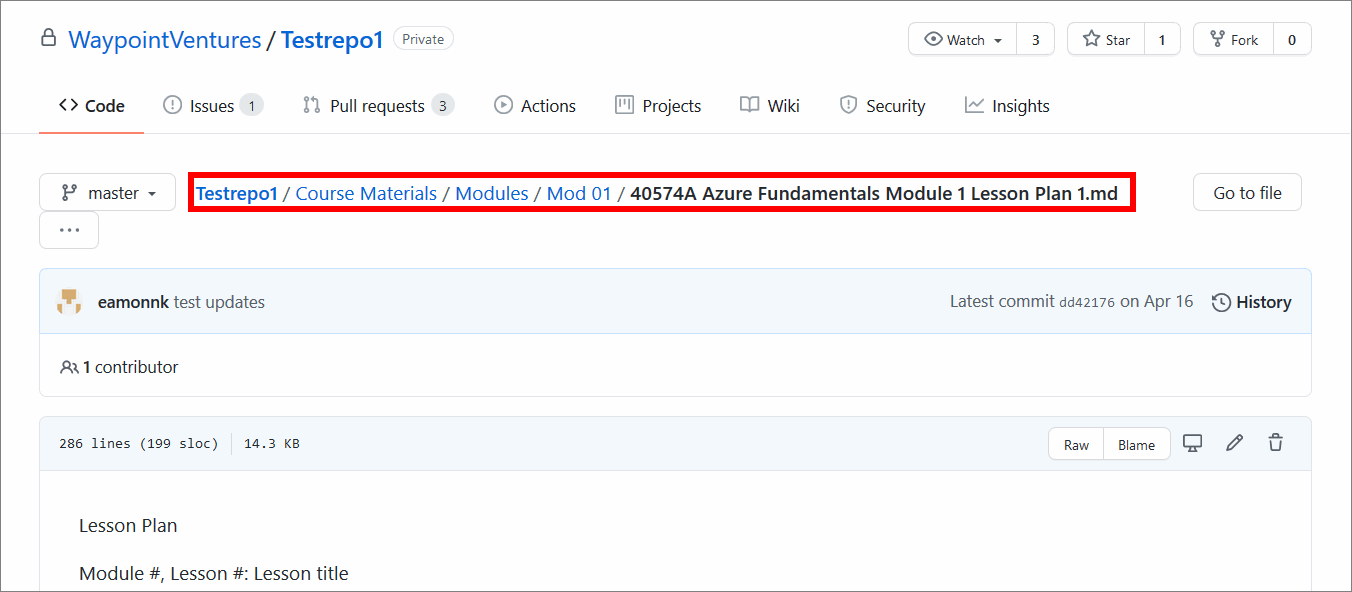 WaypointVentures / Testrepo1 Private Watch 3 Star 1 Fork 0
Code Issues 1 Pull requests 3 Actions Projects Wiki Security Insights
master Testrepo1 / Course Materials / Modules / Mod 01 / 40574A Azure Fundamentals Module 1 Lesson Plan 1.md Go to file
...
eamonnk test updates Latest commit dd42176 on Apr 16 History
1 contributor
286 lines (199 sloc) 14.3 KB Raw Blame
Lesson Plan
Module #, Lesson #: Lesson title